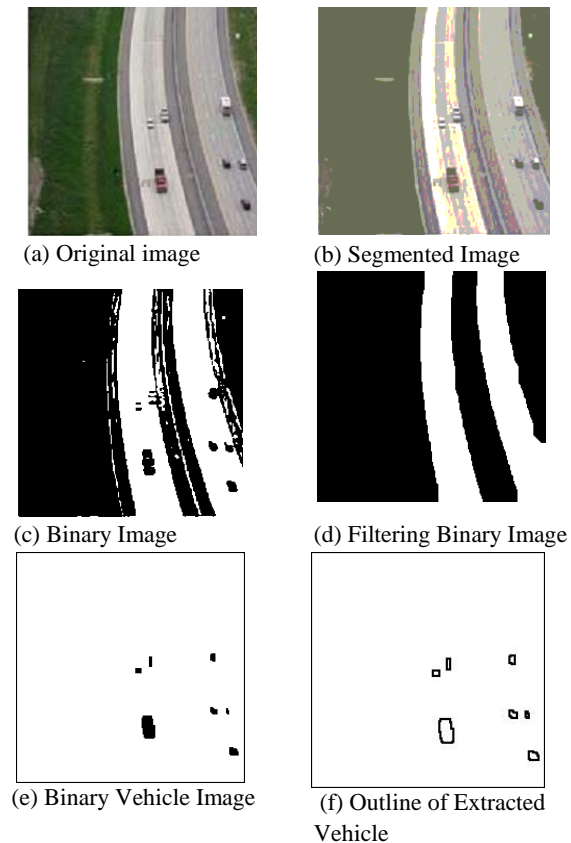 (a) Original image
(b) Segmented Image
(c) Binary Image
(d) Filtering Binary Image
(e) Binary Vehicle Image
(f) Outline of Extracted
Vehicle